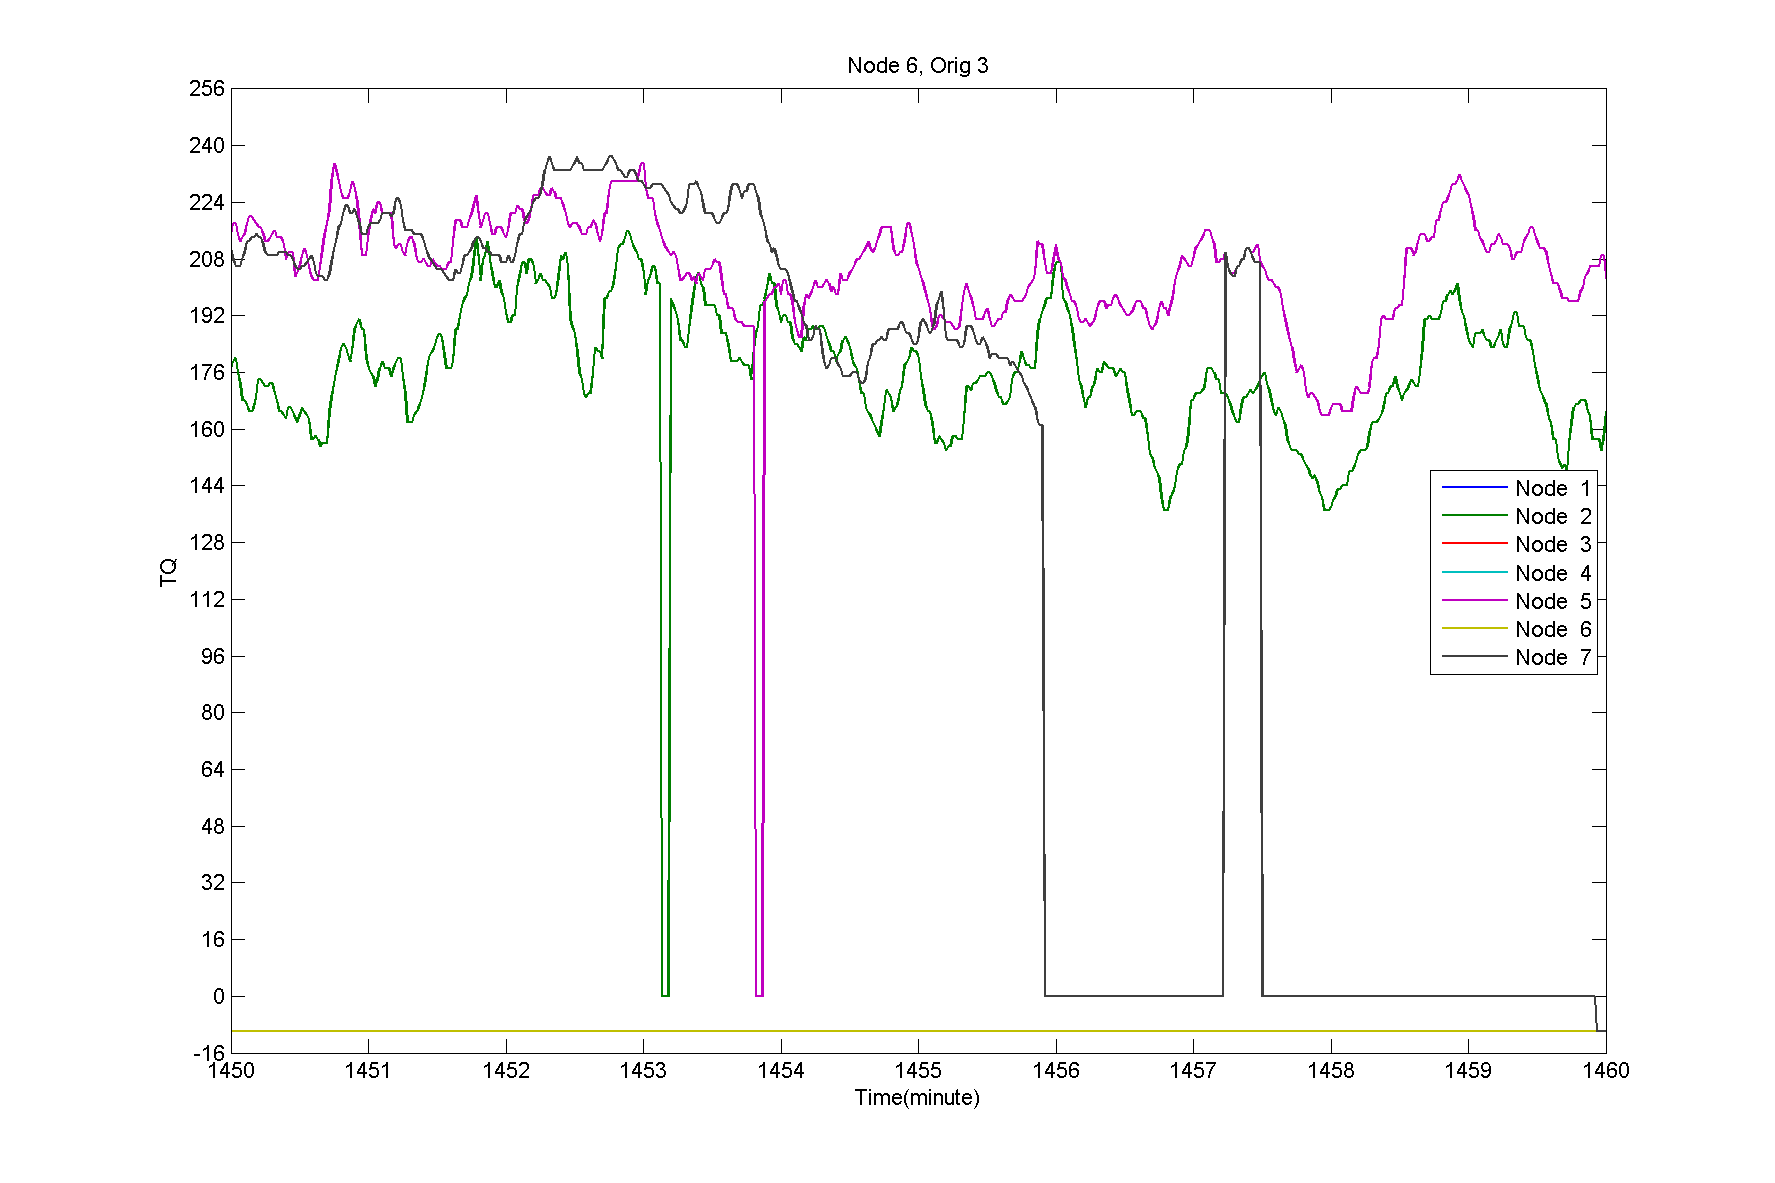 Node 6, Orig 3
256
240
224
208
192
176
160
144
128
112
96
80
64
48
32
16
0
-16
TQ
Node 1
Node 2
Node 3
Node 4
Node 5
Node 6
Node 7
1450 1451 1452 1453 1454 1455 1456 1457 1458 1459 1460
Time(minute)